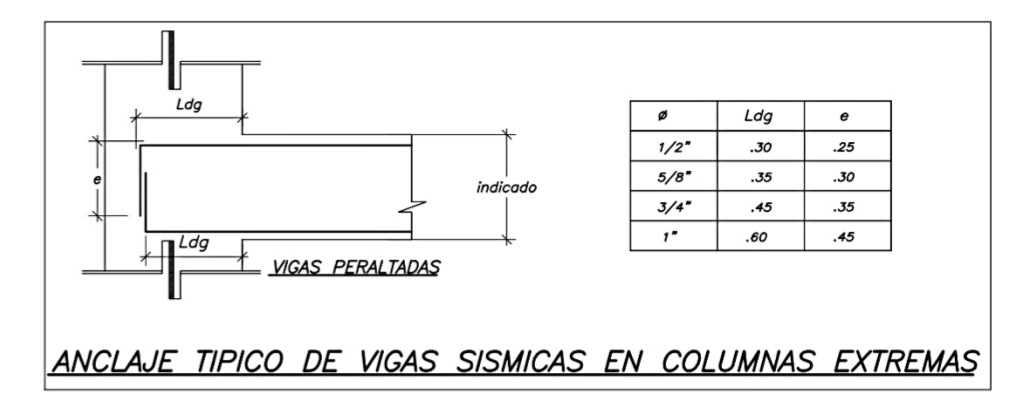 Ldg
e
indicado
Ldg
VIGAS PERALTADAS
ø Ldg e
1/2" .30 .25
5/8" .35 .30
3/4" .45 .35
1" .60 .45
ANCLAJE TIPICO DE VIGAS SISMICAS EN COLUMNAS EXTREMAS